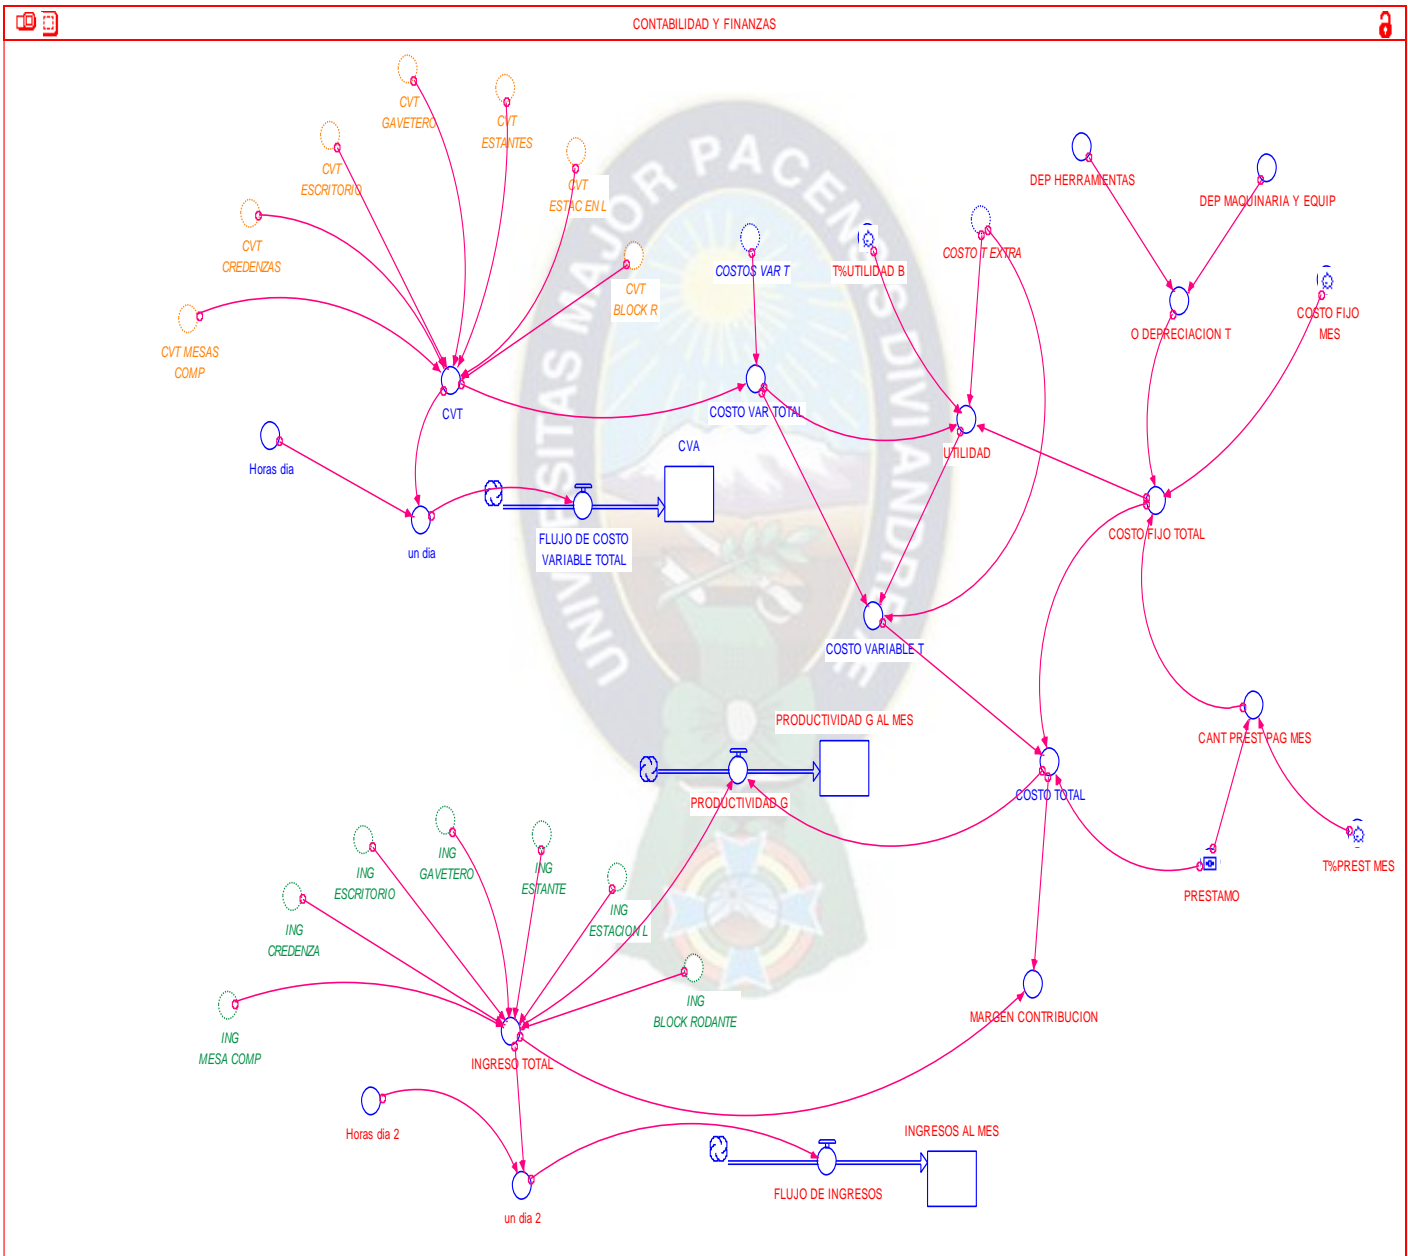 CONTABILIDAD Y FINANZAS
CVT
GAVETERO
CVT
ESTANTES
CVT
ESCRITORIO
CVT
ESTAC EN L
CVT
CREDENZAS
CVT
BLOCK R
CVT MESAS
COMP
CVT
Horas dia
un dia
FLUJO DE COSTO
VARIABLE TOTAL
CVA
COSTOS VAR T
T%UTILIDAD B
COSTO T EXTRA
COSTO VAR TOTAL
UTILIDAD
COSTO VARIABLE T
DEP HERRAMIENTAS
DEP MAQUINARIA Y EQUIP
O DEPRECIACION T
COSTO FIJO
MES
COSTO FIJO TOTAL
CANT PREST PAG MES
COSTO TOTAL
PRESTAMO
T%PREST MES
PRODUCTIVIDAD G AL MES
PRODUCTIVIDAD G
ING
GAVETERO
ING
ESCRITORIO
ING
ESTANTE
ING
ESTACION L
ING
CREDENZA
ING
BLOCK RODANTE
ING
MESA COMP
INGRESO TOTAL
MARGEN CONTRIBUCION
Horas dia 2
un dia 2
FLUJO DE INGRESOS
INGRESOS AL MES
UNIVERSITAS MAJOR PACENSIS DIVI ANDREAE